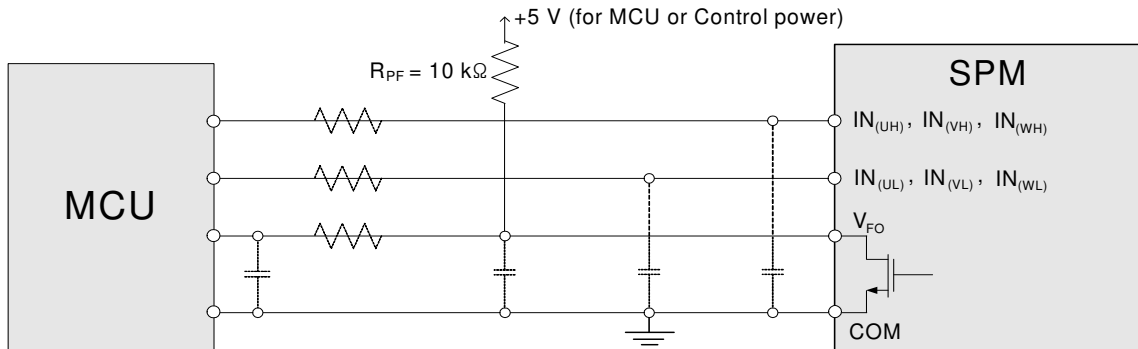 +5 V (for MCU or Control power)
R_PF = 10 kΩ
SPM
IN_(UH), IN_(VH), IN_(WH)
MCU
IN_(UL), IN_(VL), IN_(WL)
V_FO
COM